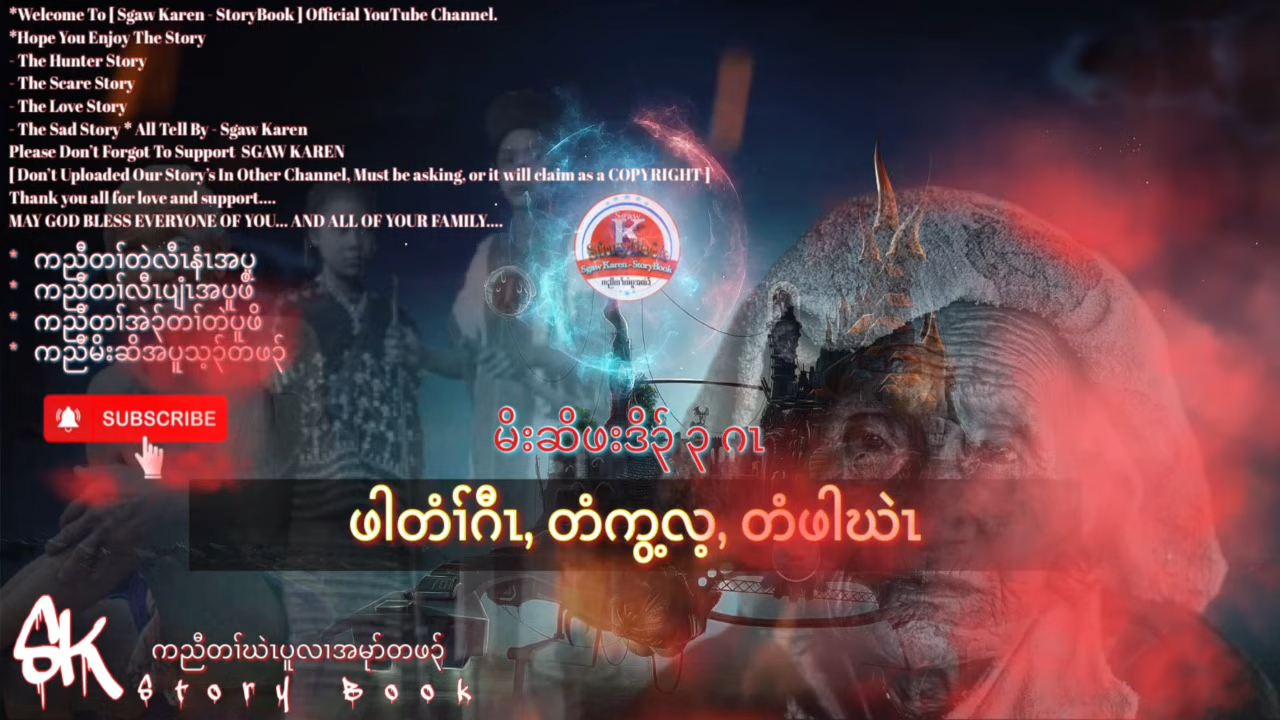 *Welcome To [ Sgaw Karen - StoryBook ] Official YouTube Channel.
*Hope You Enjoy The Story
- The Hunter Story
- The Scare Story
- The Love Story
- The Sad Story * All Tell By - Sgaw Karen
Please Don't Forgot To Support SGAW KAREN
[ Don't Uploaded Our Story's In Other Channel, Must be asking, or it will claim as a COPYRIGHT ]
Thank you all for love and support....
MAY GOD BLESS EVERYONE OF YOU... AND ALL OF YOUR FAMILY....
* ကညီတၢ်တဲလီၤနံၤအပူ
* ကညီတၢ်လီၤပျံၤအပူဖိ
* ကညီတၢ်အဲၣ်တၢ်တဲပူဖိ
* ကညီမိးဆိအပူသ့ၣ်တဖၣ်
Sgaw
K
Sgaw Karen - StoryBook
SUBSCRIBE
မိးဆိဖးဒိၣ် ၃ ဂၤ
ဖါတံၢ်ဂီၤ, တံကွ့လ့, တံဖါဃဲၤ
SK
ကညီတၢ်ဃဲၤပူလၢအမုာ်တဖၣ်
Story Book